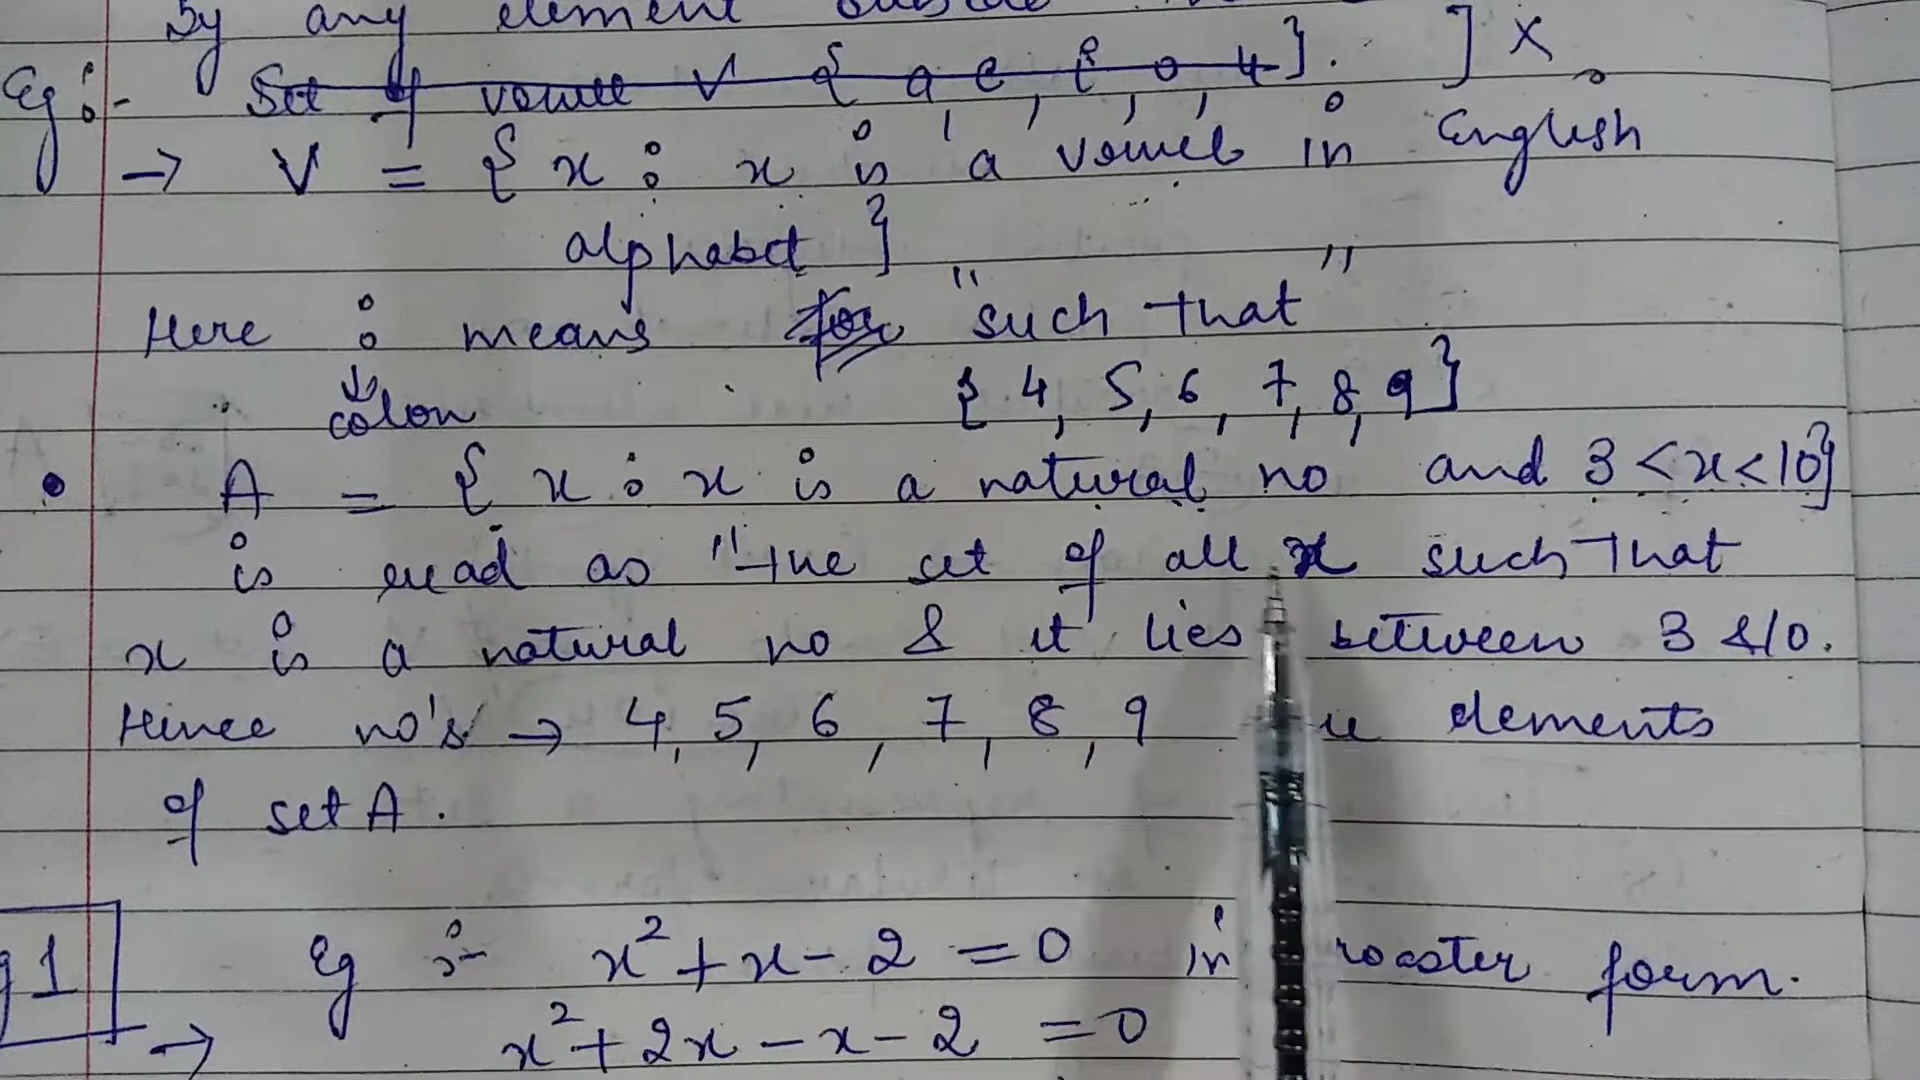 By any element
Eg :- Set of vowel V { a, e, i, o, u }. ] X
→ V = { x : x is a vowel in English
alphabet }
Here : means for "such that"
↓
colon
{ 4, 5, 6, 7, 8, 9 }
• A = { x : x is a natural no and 3 < x < 10}
is read as "the set of all x such that
x is a natural no & it lies between 3 & 10.
Hence no's → 4, 5, 6, 7, 8, 9 elements
of set A.
1 Eg :- x² + x - 2 = 0 in roaster form.
→ x² + 2x - x - 2 = 0